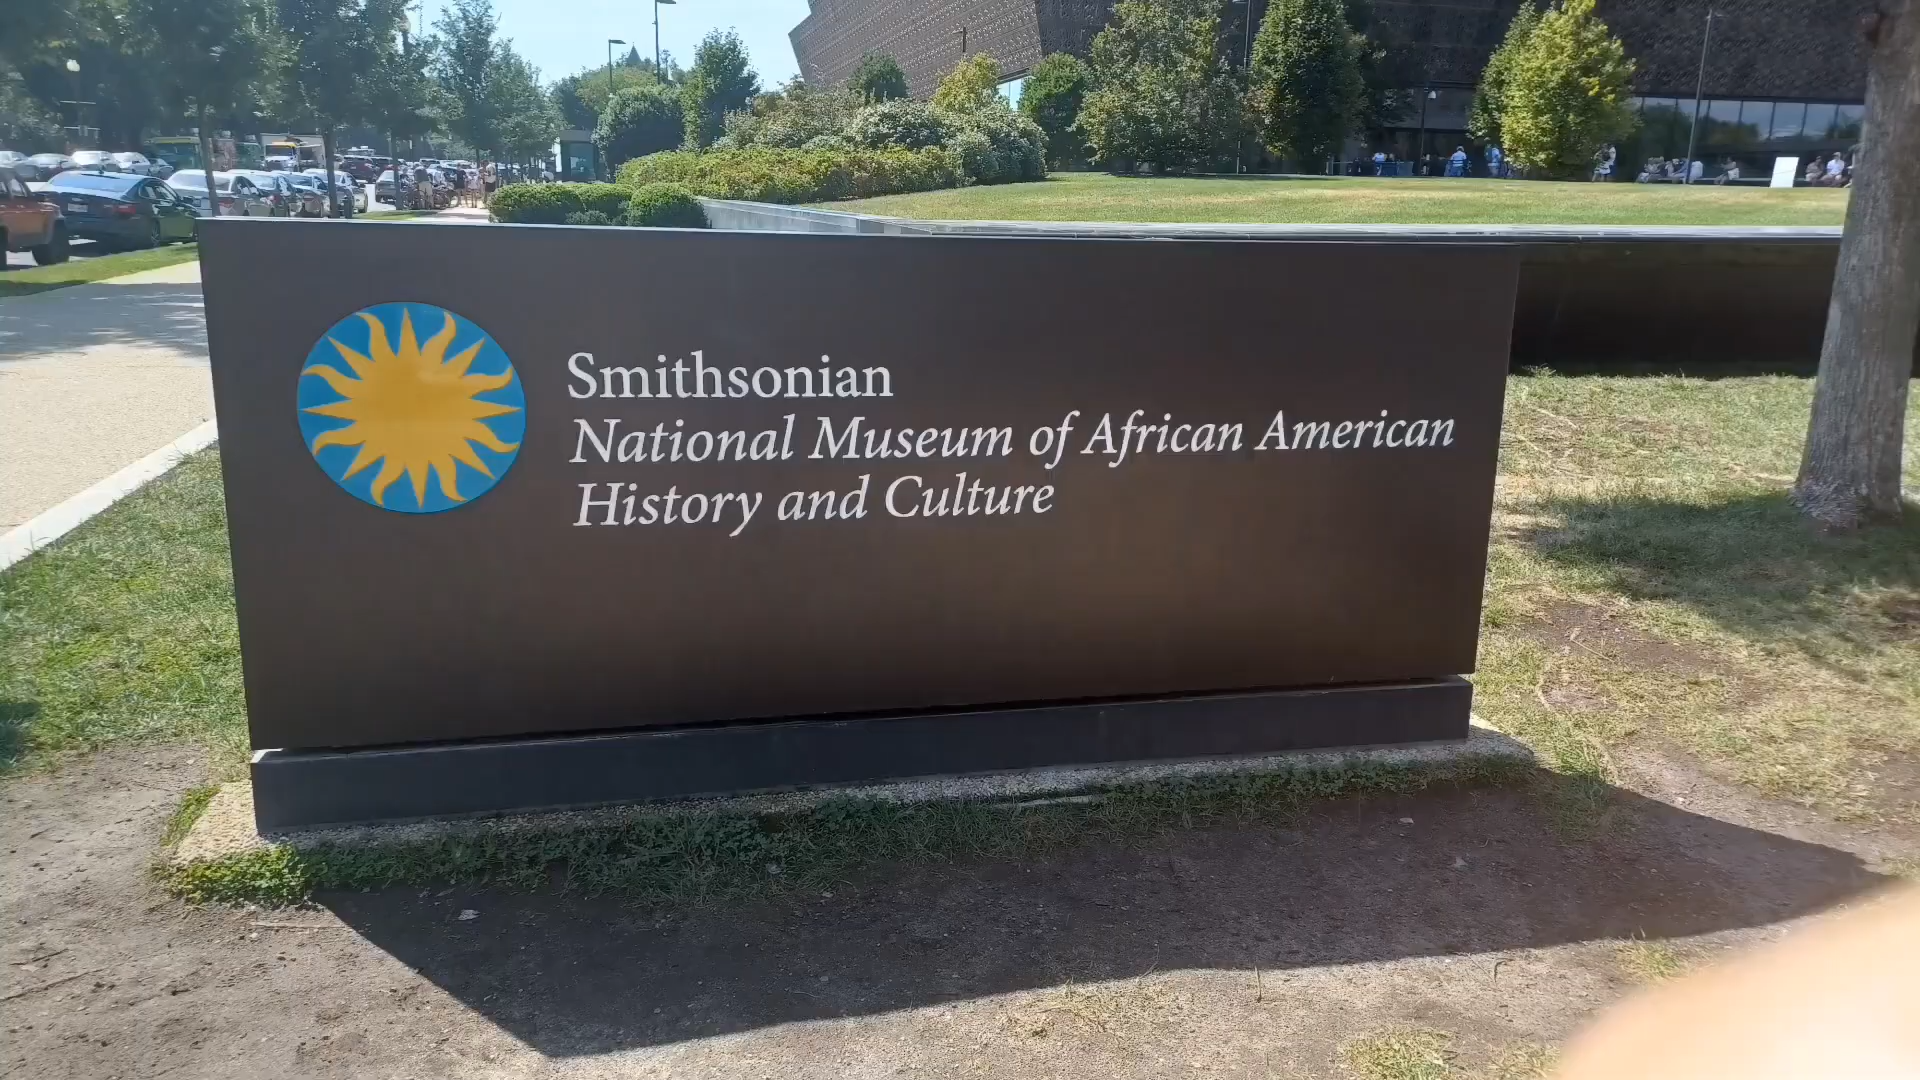 Smithsonian
National Museum of African American
History and Culture